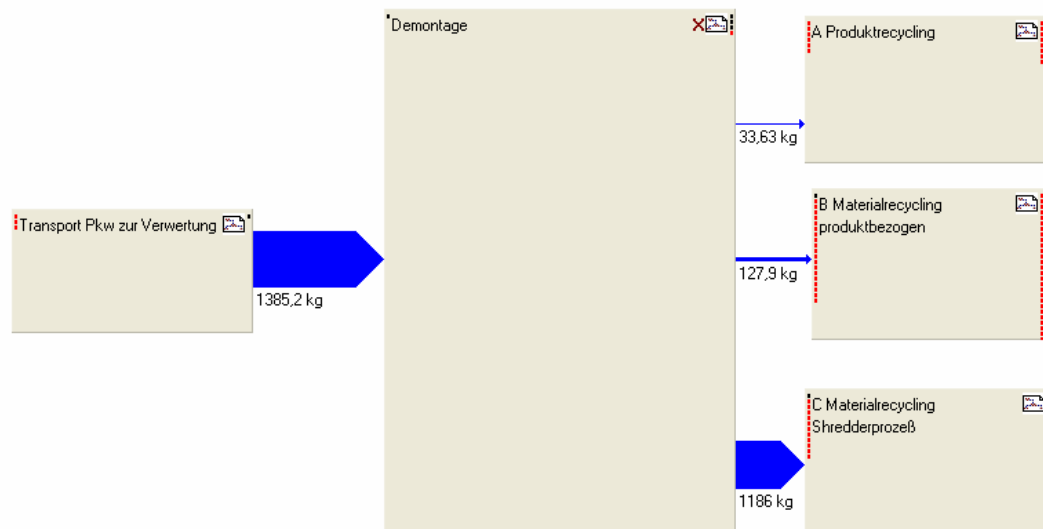 Demontage
A Produktrecycling
33,63 kg
Transport Pkw zur Verwertung
1385,2 kg
B Materialrecycling
produktbezogen
127,9 kg
C Materialrecycling
Shredderprozeß
1186 kg